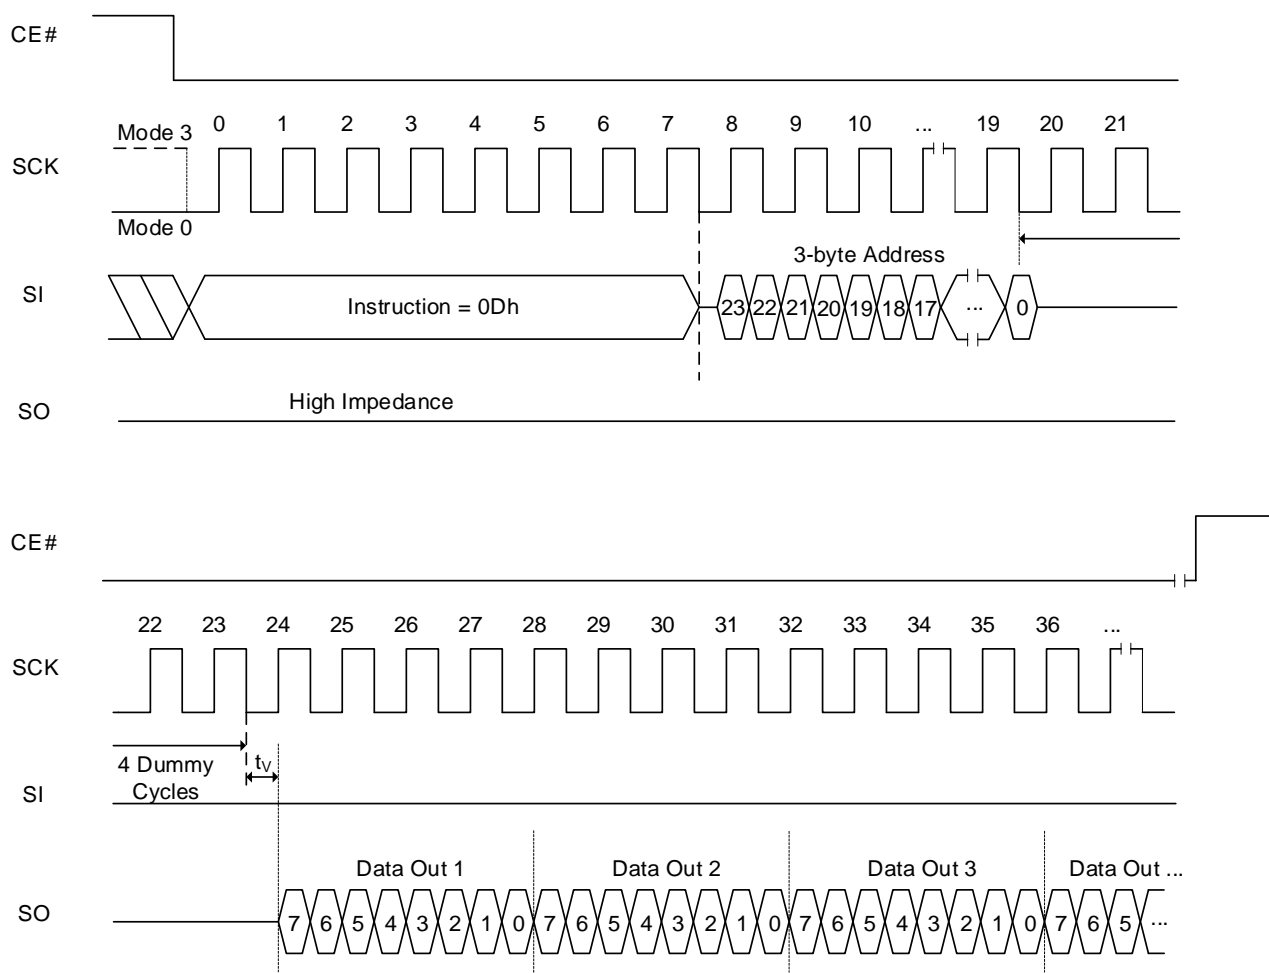 CE#
0 1 2 3 4 5 6 7 8 9 10 ... 19 20 21
Mode 3
SCK
Mode 0
3-byte Address
SI
Instruction = 0Dh
23 22 21 20 19 18 17 ... 0
High Impedance
SO
CE#
22 23 24 25 26 27 28 29 30 31 32 33 34 35 36 ...
SCK
4 Dummy
Cycles
tV
SI
Data Out 1 Data Out 2 Data Out 3 Data Out ...
SO
7 6 5 4 3 2 1 0 7 6 5 4 3 2 1 0 7 6 5 4 3 2 1 0 7 6 5 ...